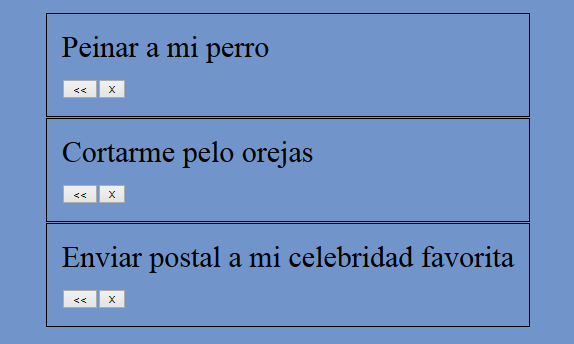 Peinar a mi perro
<< X
Cortarme pelo orejas
<< X
Enviar postal a mi celebridad favorita
<< X